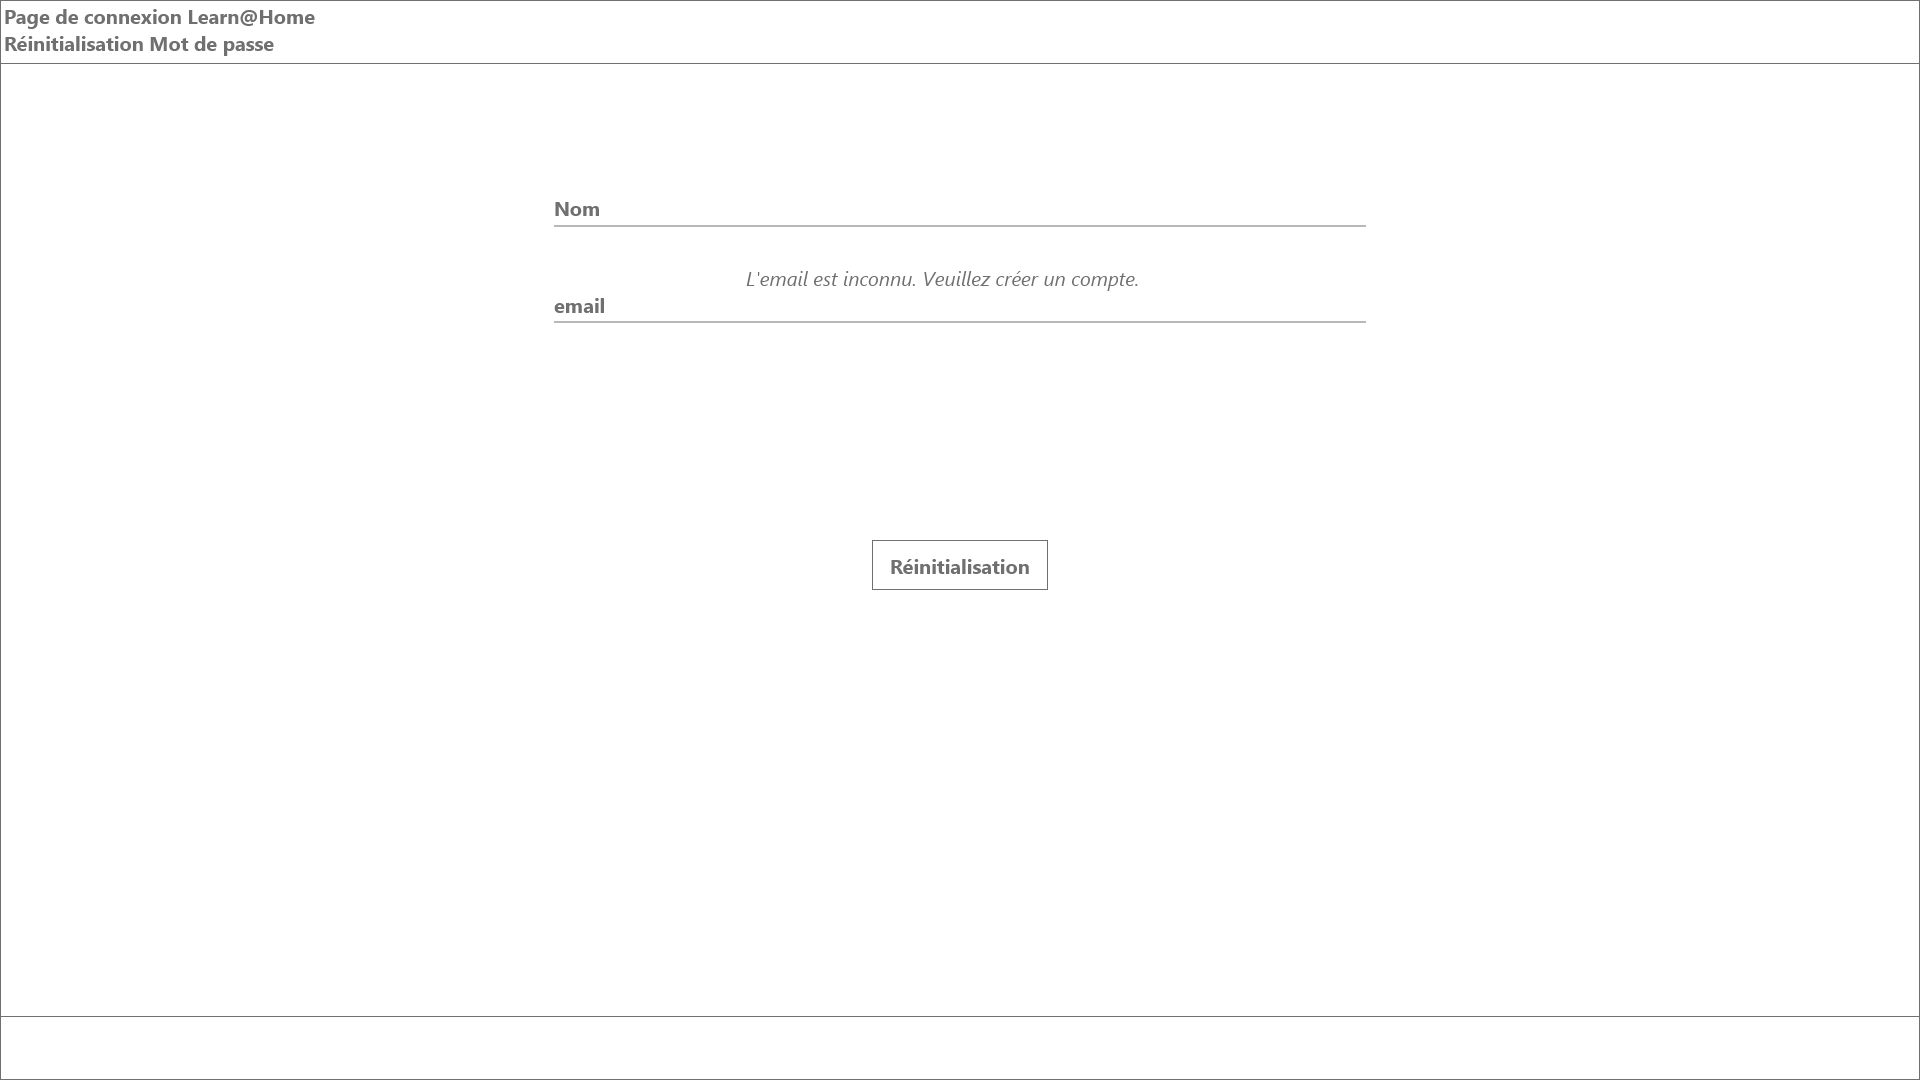 Page de connexion Learn@Home
Réinitialisation Mot de passe
Nom
L'email est inconnu. Veuillez créer un compte.
email
Réinitialisation